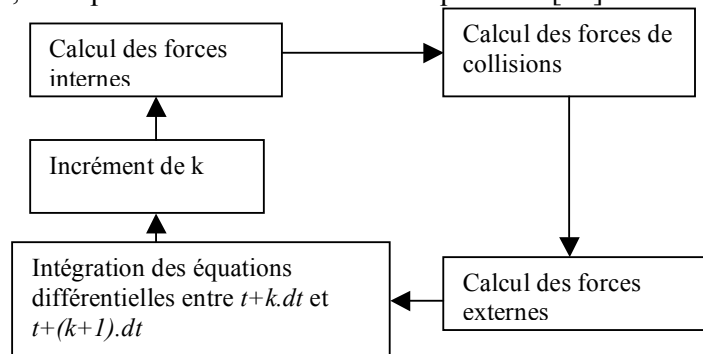 Calcul des forces
internes
Calcul des forces de
collisions
Incrément de k
Intégration des équations
différentielles entre t+k.dt et
t+(k+1).dt
Calcul des forces
externes